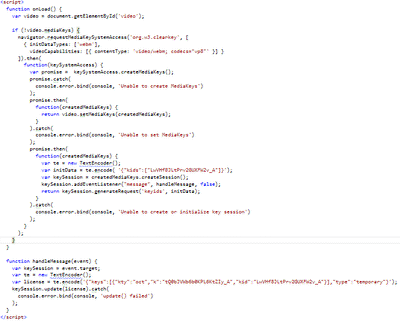 <script>
function onLoad() {
var video = document.getElementById('video');
if (!video.mediaKeys) {
navigator.requestMediaKeySystemAccess('org.w3.clearkey', [
{ initDataTypes: ['webm'],
videoCapabilities: [{ contentType: 'video/webm; codecs="vp8"' }] }
]).then(
function(keySystemAccess) {
var promise = keySystemAccess.createMediaKeys();
promise.catch(
console.error.bind(console, 'Unable to create MediaKeys')
);
promise.then(
function(createdMediaKeys) {
return video.setMediaKeys(createdMediaKeys);
}
).catch(
console.error.bind(console, 'Unable to set MediaKeys')
);
promise.then(
function(createdMediaKeys) {
var te = new TextEncoder();
var initData = te.encode( '{"kids":[" "]}');
var keySession = createdMediaKeys.createSession();
keySession.addEventListener("message", handleMessage, false);
return keySession.generateRequest('keyids', initData);
}
).catch(
console.error.bind(console, 'Unable to create or initialize key session')
);
}
);
}
}
function handleMessage(event) {
var keySession = event.target;
var te = new TextEncoder();
var license = te.encode('{"keys":[{"kty":"oct","k":" ","kid":" "}],"type":"temporary"}');
keySession.update(license).catch(
console.error.bind(console, 'update() failed')
);
}
</script>